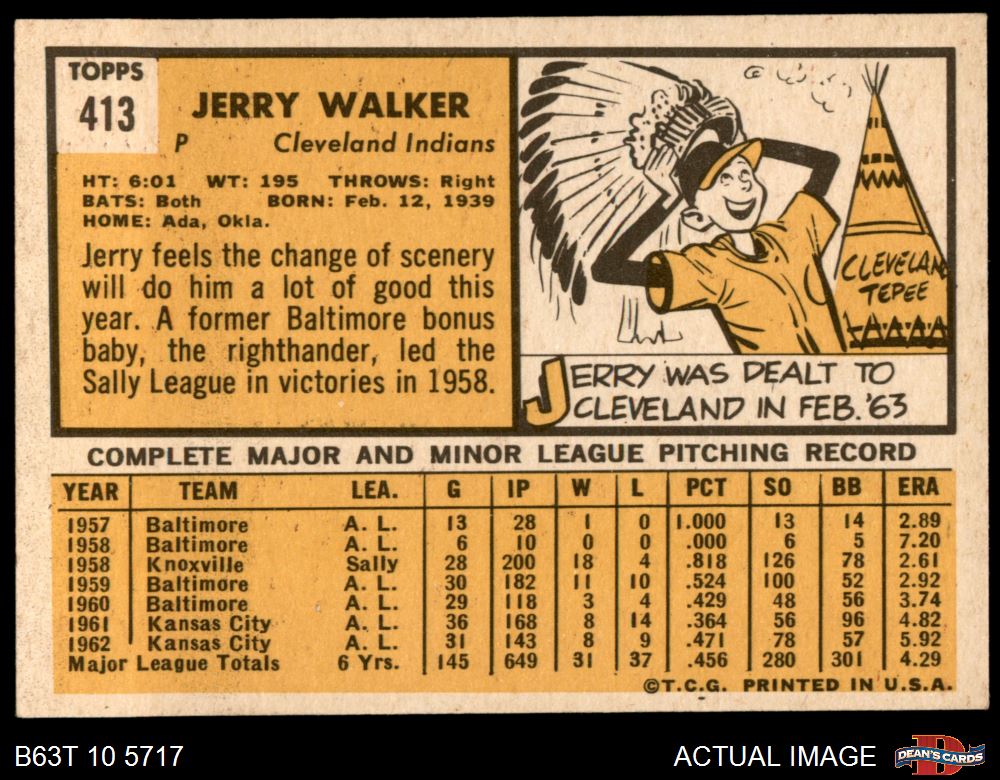 TOPPS
413
JERRY WALKER
P Cleveland Indians
HT: 6:01 WT: 195 THROWS: Right
BATS: Both BORN: Feb. 12, 1939
HOME: Ada, Okla.
Jerry feels the change of scenery
will do him a lot of good this
year. A former Baltimore bonus
baby, the righthander, led the
Sally League in victories in 1958.
CLEVELAN
TEPEE
JERRY WAS DEALT TO
CLEVELAND IN FEB. '63
COMPLETE MAJOR AND MINOR LEAGUE PITCHING RECORD
YEAR TEAM LEA. G IP W L PCT SO BB ERA
1957 Baltimore A. L. 13 28 1 0 1.000 13 14 2.89
1958 Baltimore A. L. 6 10 0 0 .000 6 5 7.20
1958 Knoxville Sally 28 200 18 4 .818 126 78 2.61
1959 Baltimore A. L. 30 182 11 10 .524 100 52 2.92
1960 Baltimore A. L. 29 118 3 4 .429 48 56 3.74
1961 Kansas City A. L. 36 168 8 14 .364 56 96 4.82
1962 Kansas City A. L. 31 143 8 9 .471 78 57 5.92
Major League Totals 6 Yrs. 145 649 31 37 .456 280 301 4.29
©T.C.G. PRINTED IN U.S.A.
B63T 10 5717
ACTUAL IMAGE
DEAN'S CARDS